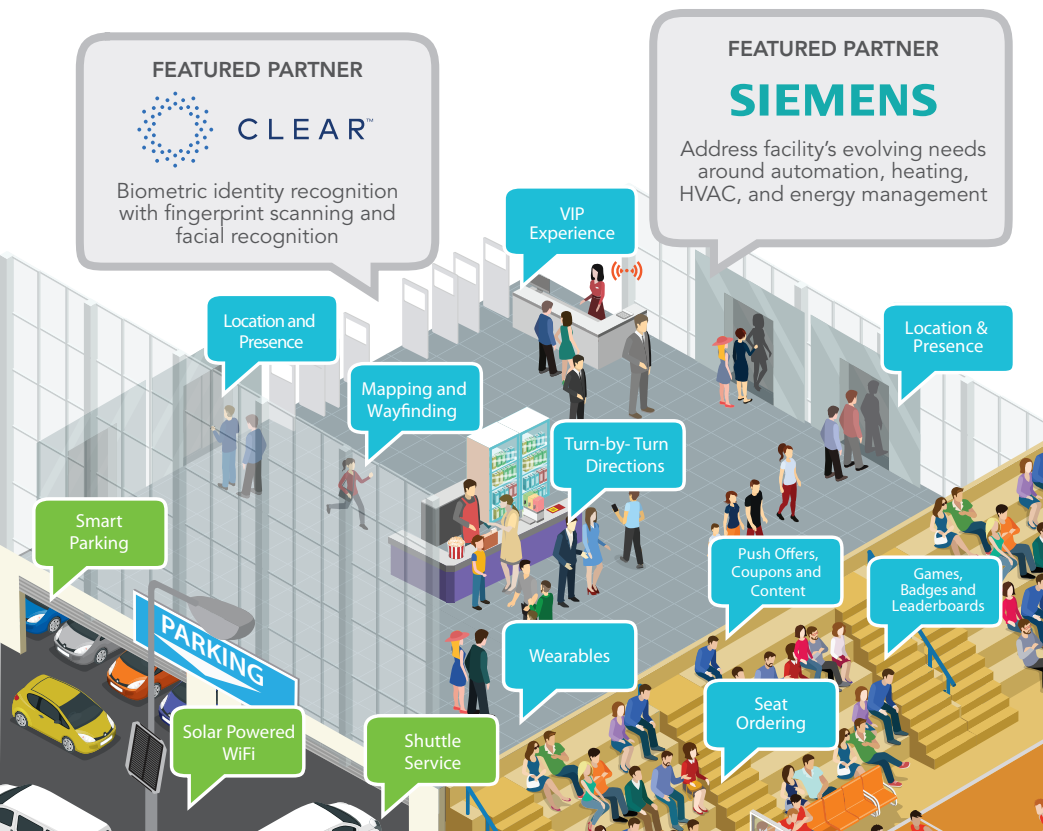 FEATURED PARTNER
CLEAR™
Biometric identity recognition
with fingerprint scanning and
facial recognition
FEATURED PARTNER
SIEMENS
Address facility's evolving needs
around automation, heating,
HVAC, and energy management
VIP
Experience
Location and
Presence
Location &
Presence
Mapping and
Wayfinding
Turn-by- Turn
Directions
Smart
Parking
Push Offers,
Coupons and
Content
Games,
Badges and
Leaderboards
PARKING
Wearables
Seat
Ordering
Solar Powered
WiFi
Shuttle
Service